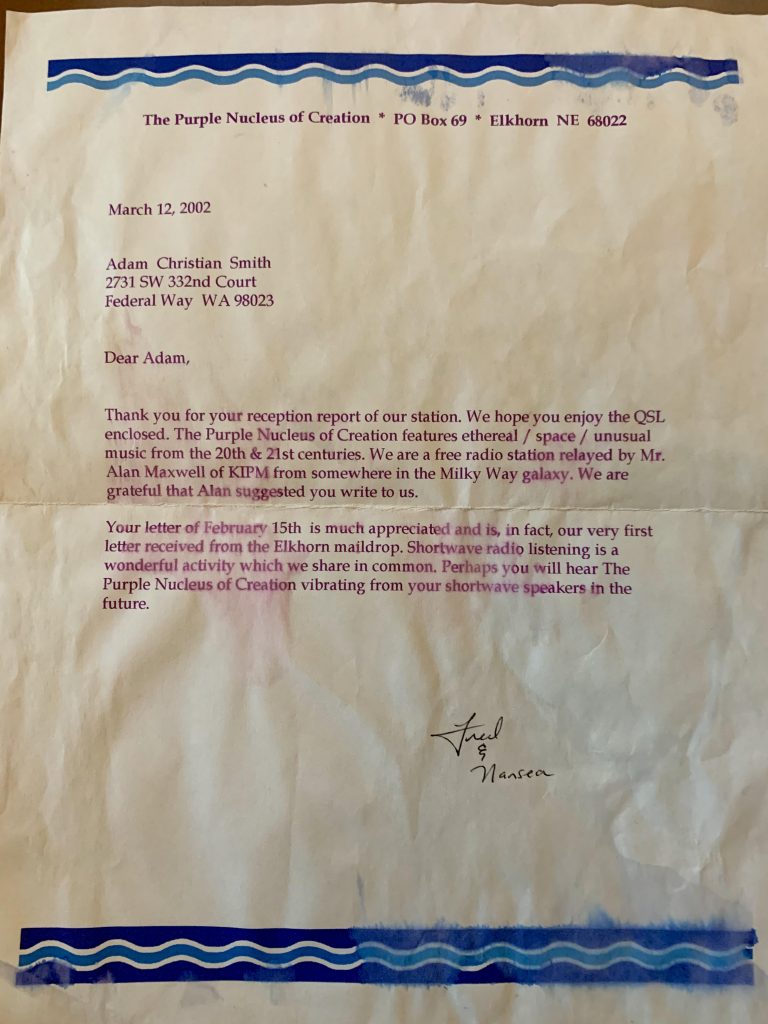 The Purple Nucleus of Creation * PO Box 69 * Elkhorn NE 68022
March 12, 2002
Adam Christian Smith
2731 SW 332nd Court
Federal Way WA 98023
Dear Adam,
Thank you for your reception report of our station. We hope you enjoy the QSL
enclosed. The Purple Nucleus of Creation features ethereal / space / unusual
music from the 20th & 21st centuries. We are a free radio station relayed by Mr.
Alan Maxwell of KIPM from somewhere in the Milky Way galaxy. We are
grateful that Alan suggested you write to us.
Your letter of February 15th is much appreciated and is, in fact, our very first
letter received from the Elkhorn maildrop. Shortwave radio listening is a
wonderful activity which we share in common. Perhaps you will hear The
Purple Nucleus of Creation vibrating from your shortwave speakers in the
future.
Fred
&
Nansea